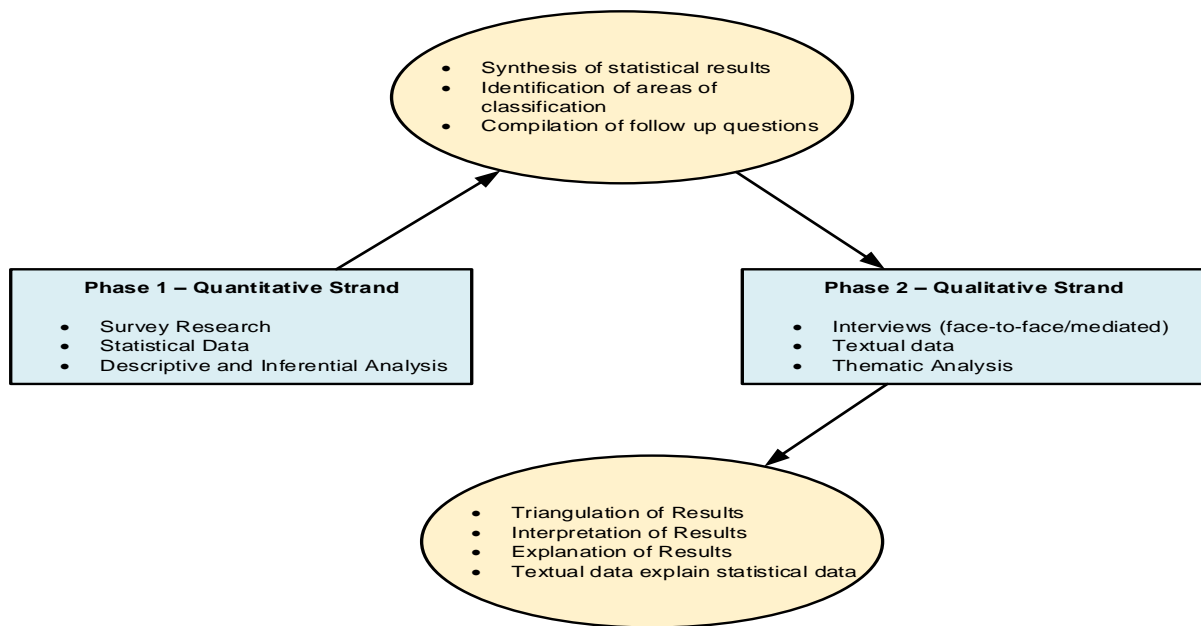 • Synthesis of statistical results
• Identification of areas of
classification
• Compilation of follow up questions
Phase 1 – Quantitative Strand
• Survey Research
• Statistical Data
• Descriptive and Inferential Analysis
Phase 2 – Qualitative Strand
• Interviews (face-to-face/mediated)
• Textual data
• Thematic Analysis
• Triangulation of Results
• Interpretation of Results
• Explanation of Results
• Textual data explain statistical data